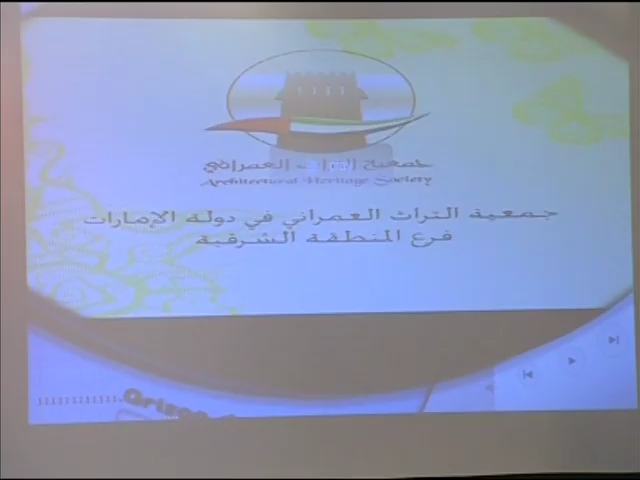 جمعية التراث العمراني
Architectural Heritage Society
جمعية التراث العمراني في دولة الإمارات
فرع المنطقة الشرقية